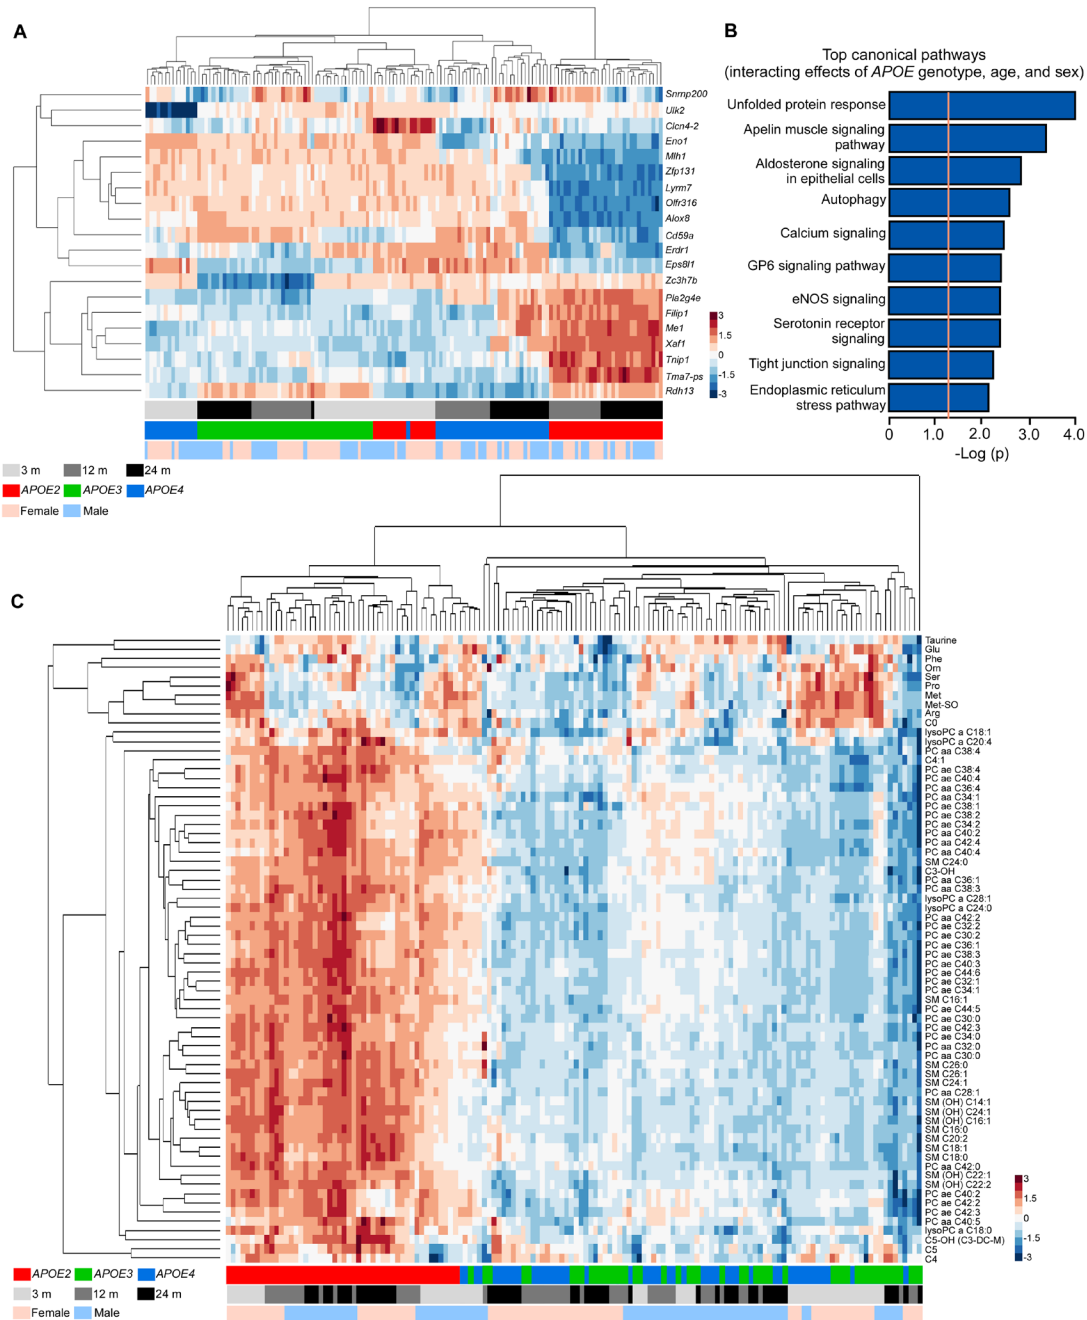 A
Snrnp200
Ulk2
Clcn4-2
Eno1
Mlh1
Zfp131
Lyrm7
Olfr316
Alox8
Cd59a
Erdr1
Eps8l1
Zc3h7b
Pla2g4e
Filip1
Me1
Xaf1
Tnip1
Tma7-ps
Rdh13
3
1.5
0
-1.5
-3
3 m 12 m 24 m
APOE2 APOE3 APOE4
Female Male
B
Top canonical pathways
(interacting effects of APOE genotype, age, and sex)
Unfolded protein response
Apelin muscle signaling
pathway
Aldosterone signaling
in epithelial cells
Autophagy
Calcium signaling
GP6 signaling pathway
eNOS signaling
Serotonin receptor
signaling
Tight junction signaling
Endoplasmic reticulum
stress pathway
0 1.0 2.0 3.0 4.0
-Log (p)
C
Taurine
Glu
Phe
Orn
Ser
Pro
Met
Met-SO
Arg
C0
lysoPC a C18:1
lysoPC a C20:4
PC aa C38:4
C4:1
PC ae C38:4
PC ae C40:4
PC aa C36:4
PC aa C34:1
PC ae C38:1
PC ae C38:2
PC ae C34:2
PC aa C40:2
PC aa C42:4
PC aa C40:4
SM C24:0
C3-OH
PC aa C36:1
PC aa C38:3
lysoPC a C28:1
lysoPC a C24:0
PC aa C42:2
PC ae C32:2
PC ae C30:2
PC ae C36:1
PC ae C38:3
PC ae C40:3
PC ae C44:6
PC ae C32:1
PC ae C34:1
SM C16:1
PC ae C44:5
PC ae C30:0
PC ae C42:3
PC ae C34:0
PC aa C32:0
PC aa C30:0
SM C26:0
SM C26:1
SM C24:1
PC aa C28:1
SM (OH) C14:1
SM (OH) C24:1
SM (OH) C16:1
SM C16:0
SM C20:2
SM C18:1
SM C18:0
PC aa C42:0
SM (OH) C22:1
SM (OH) C22:2
PC ae C40:2
PC ae C42:2
PC ae C42:3
PC aa C40:5
lysoPC a C18:0
C5-OH (C3-DC-M)
C5
C4
3
1.5
0
-1.5
-3
APOE2 APOE3 APOE4
3 m 12 m 24 m
Female Male